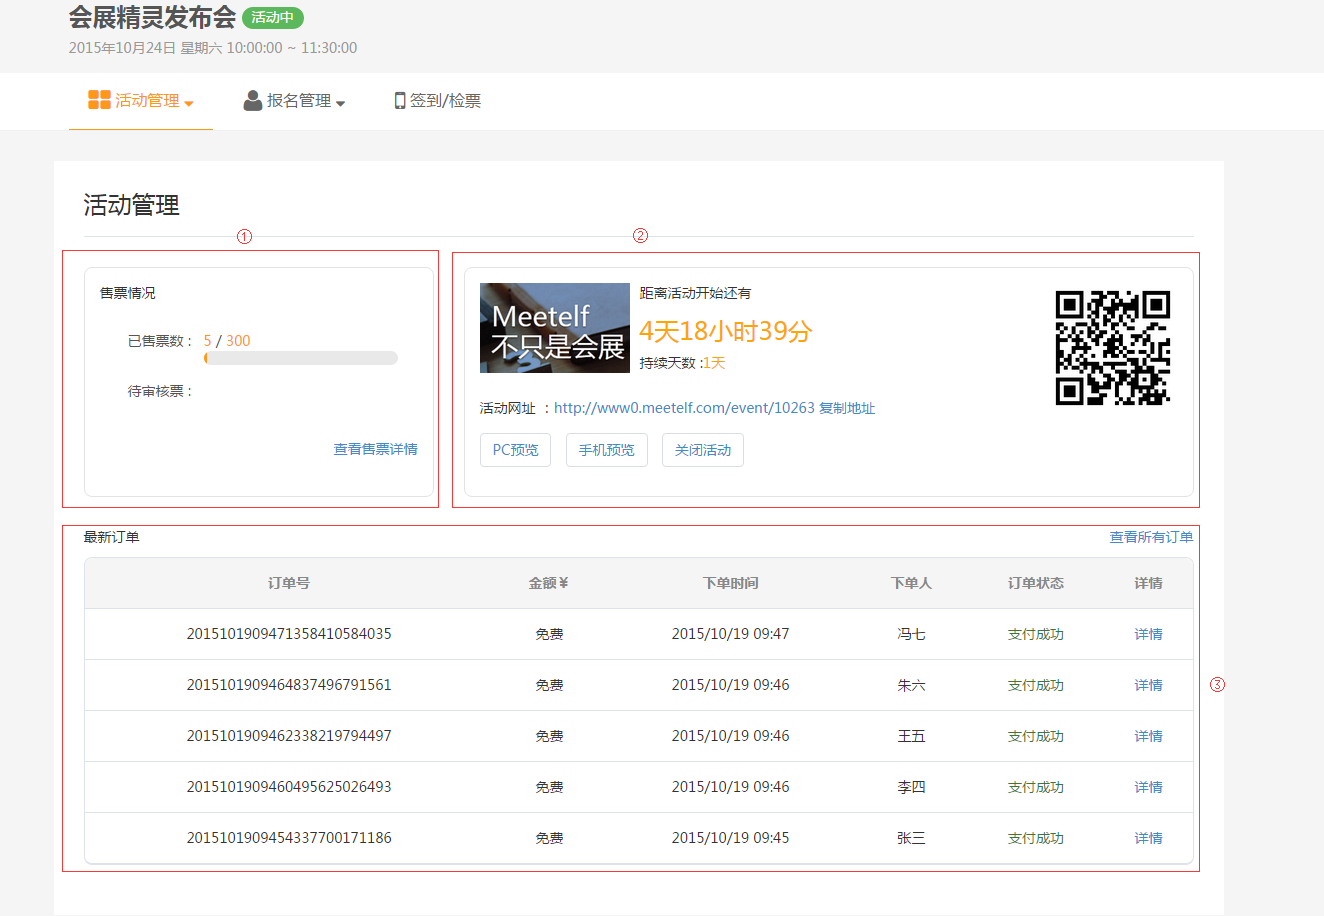 会展精灵发布会 活动中
2015年10月24日 星期六 10:00:00 ~ 11:30:00
活动管理 报名管理 签到/检票
活动管理
① ②
售票情况
已售票数： 5 / 300
待审核票：
查看售票详情
Meetelf
不只是会展
距离活动开始还有
4天18小时39分
持续天数 :1天
活动网址 ：http://www0.meetelf.com/event/10263 复制地址
PC预览 手机预览 关闭活动
最新订单 查看所有订单
订单号 金额¥ 下单时间 下单人 订单状态 详情
2015101909471358410584035 免费 2015/10/19 09:47 冯七 支付成功 详情
2015101909464837496791561 免费 2015/10/19 09:46 朱六 支付成功 详情
③
2015101909462338219794497 免费 2015/10/19 09:46 王五 支付成功 详情
2015101909460495625026493 免费 2015/10/19 09:46 李四 支付成功 详情
2015101909454337700171186 免费 2015/10/19 09:45 张三 支付成功 详情